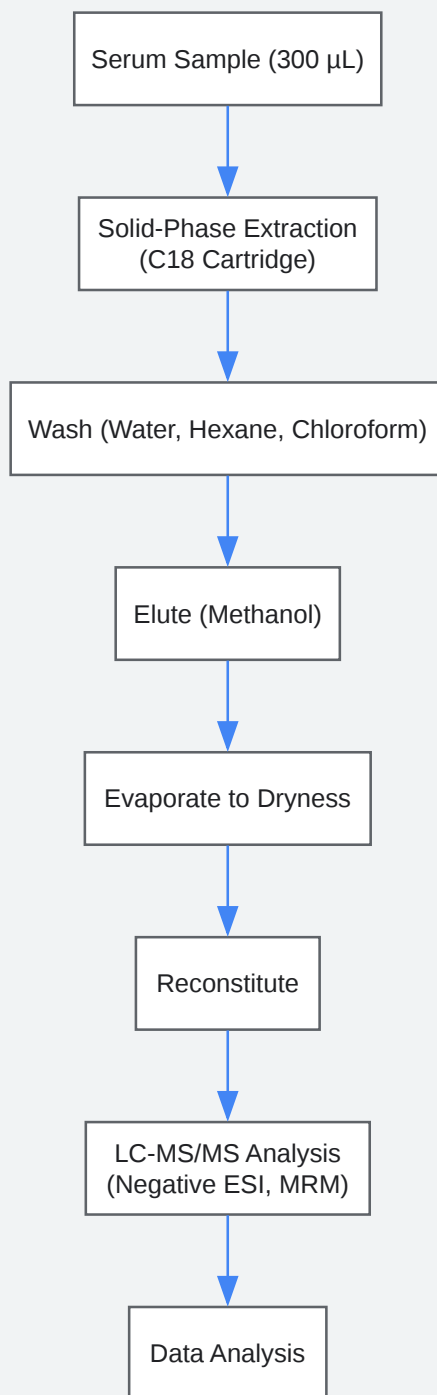 Serum Sample (300 µL)
Solid-Phase Extraction
(C18 Cartridge)
Wash (Water, Hexane, Chloroform)
Elute (Methanol)
Evaporate to Dryness
Reconstitute
LC-MS/MS Analysis
(Negative ESI, MRM)
Data Analysis